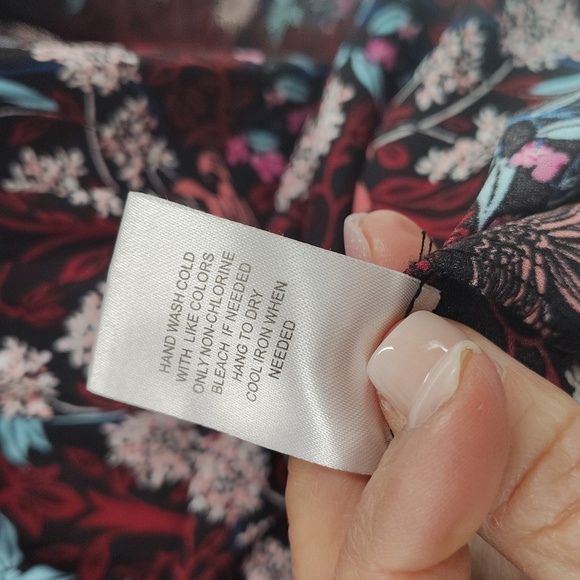 HAND WASH COLD
WITH LIKE COLORS
ONLY NON-CHLORINE
BLEACH IF NEEDED
HANG TO DRY
COOL IRON WHEN
NEEDED